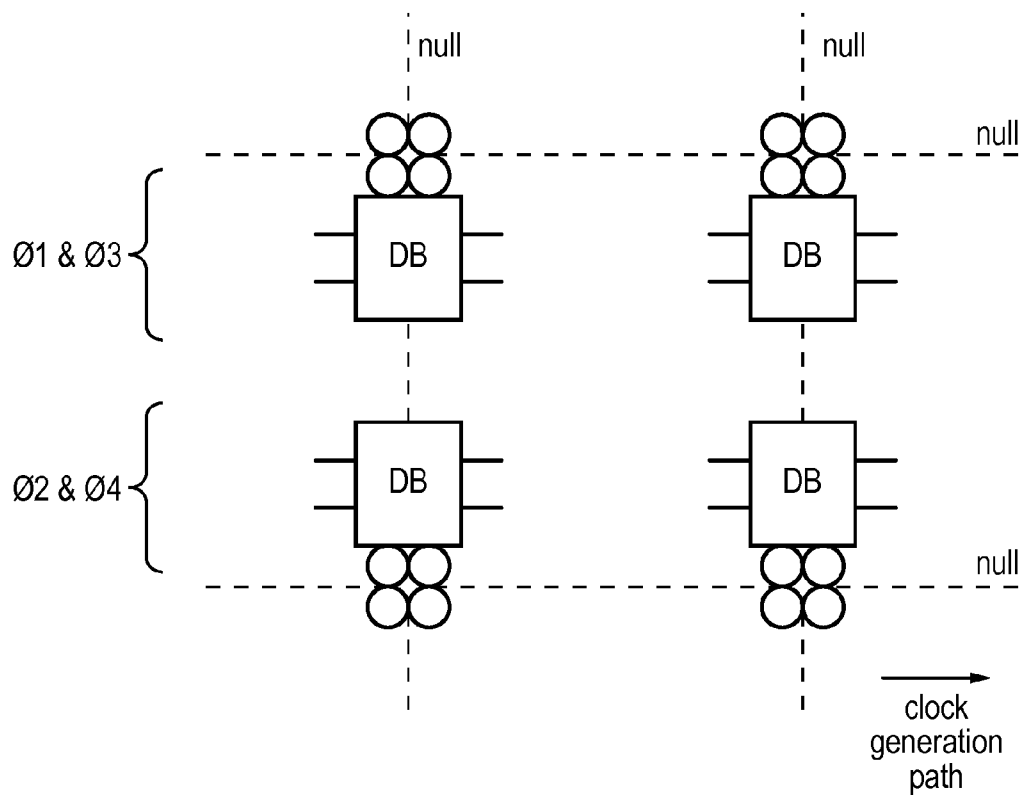 null
null
null
Ø1 & Ø3
DB
DB
Ø2 & Ø4
DB
DB
null
clock
generation
path